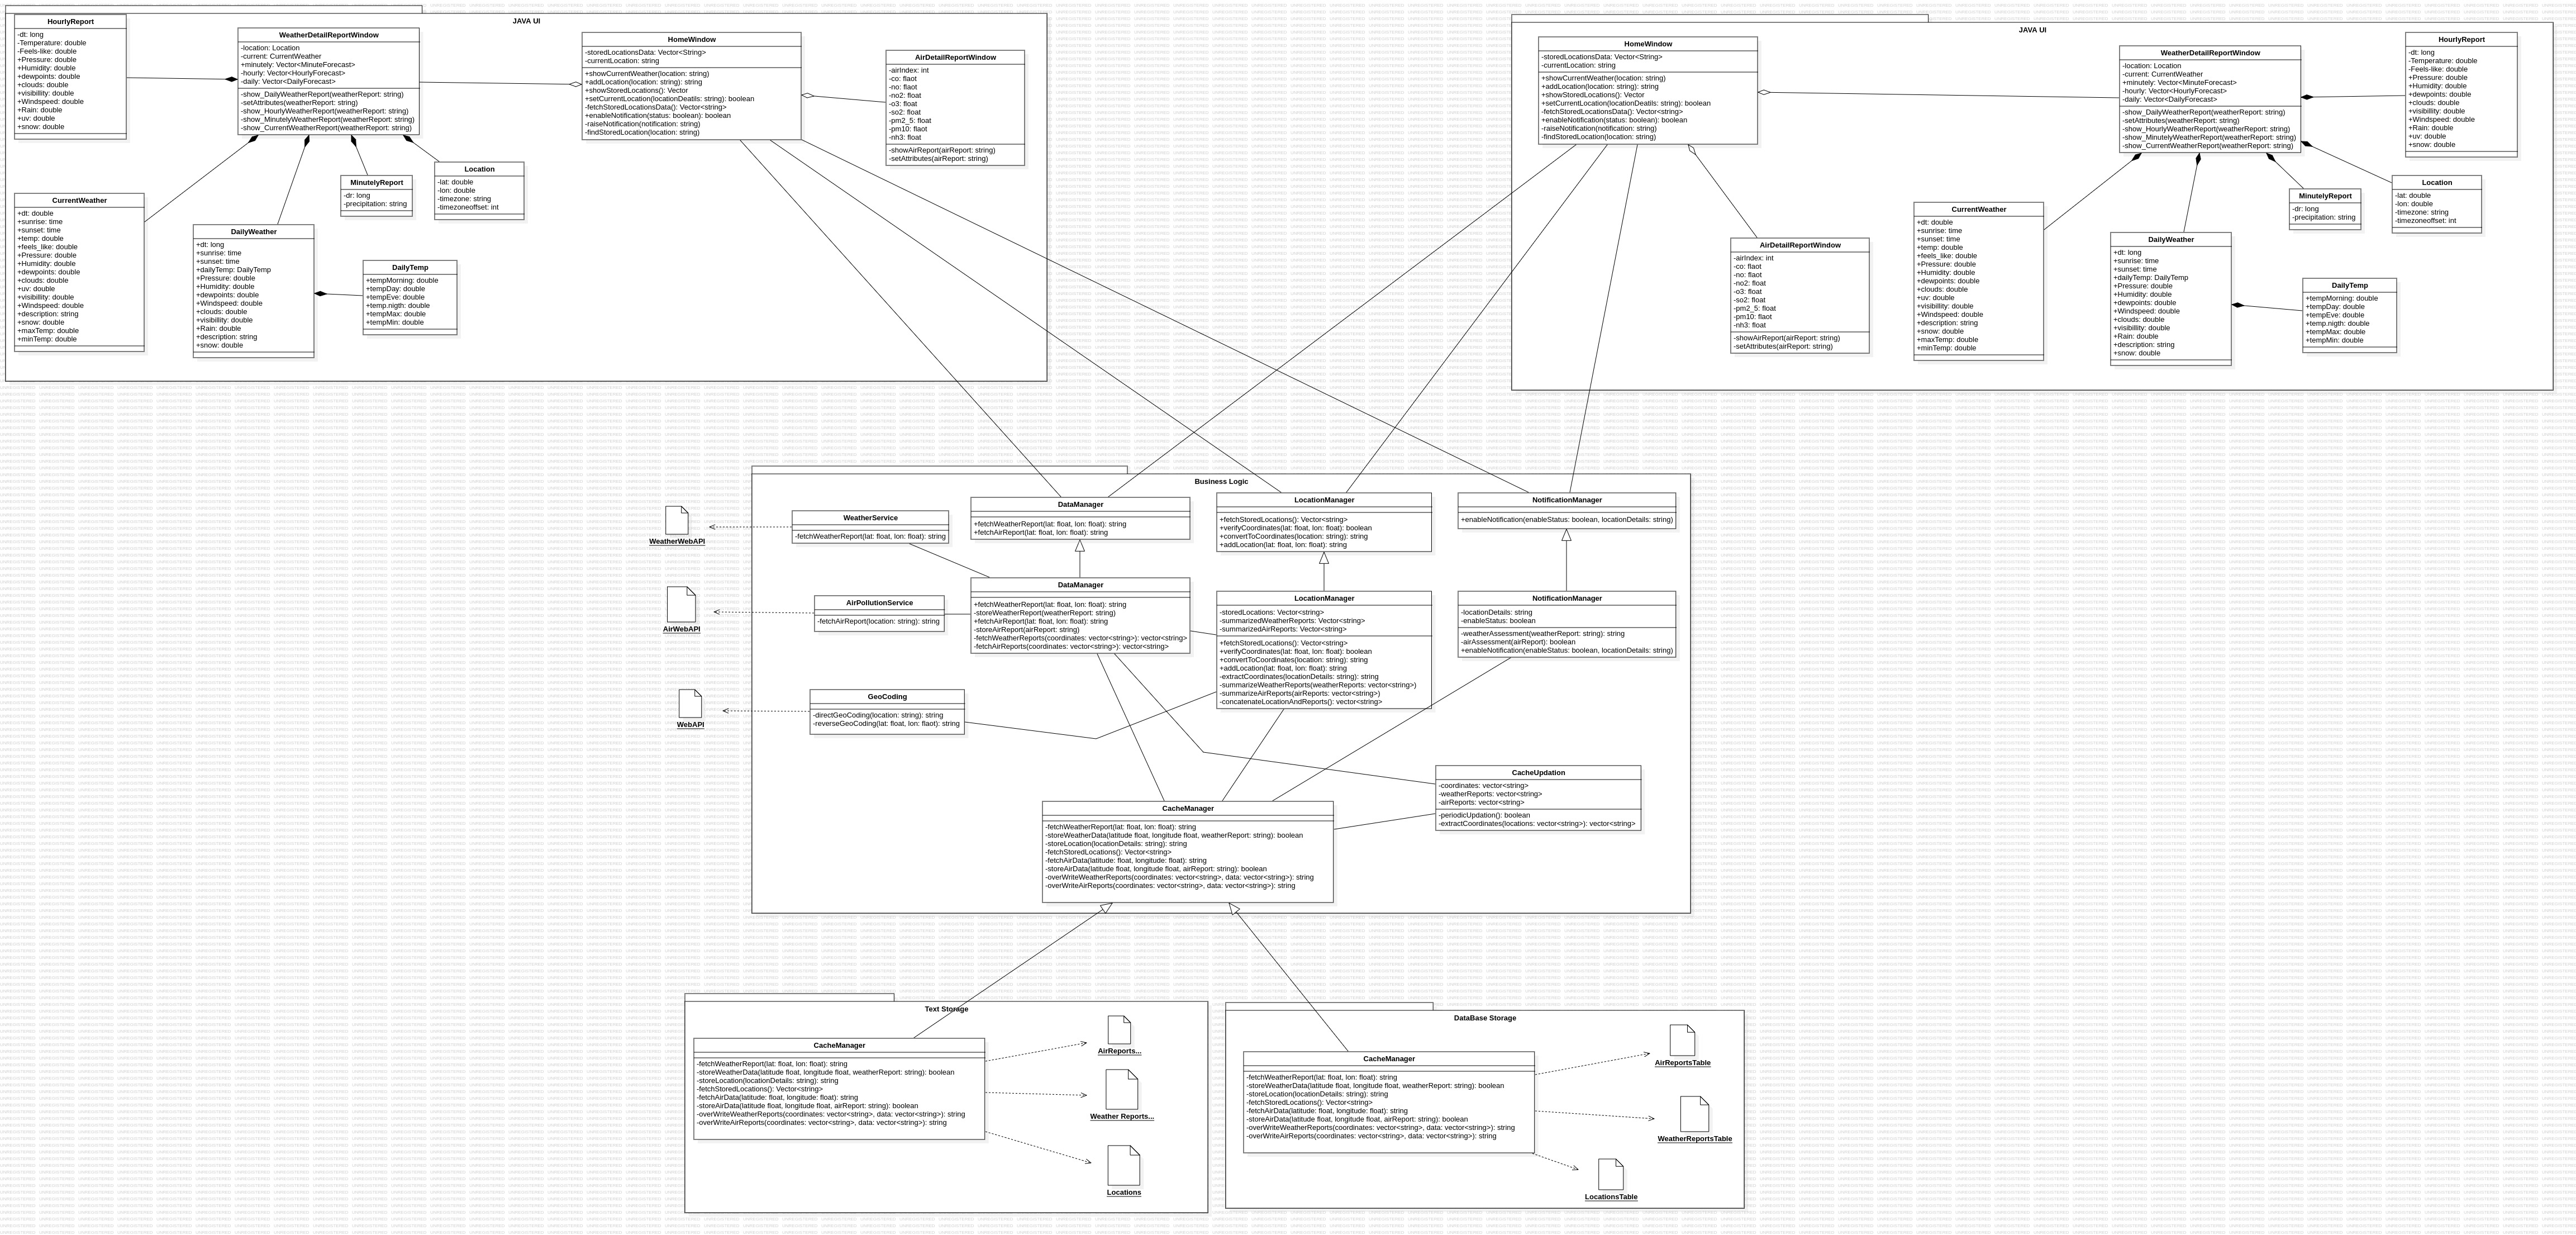 JAVA UI
HourlyReport
-dt: long
-Temperature: double
-Feels-like: double
+Pressure: double
+Humidity: double
+dewpoints: double
+clouds: double
+visibillity: double
+Windspeed: double
+Rain: double
+uv: double
+snow: double
WeatherDetailReportWindow
-location: Location
-current: CurrentWeather
+minutely: Vector<MinuteForecast>
-hourly: Vector<HourlyForecast>
-daily: Vector<DailyForecast>
-show_DailyWeatherReport(weatherReport: string)
-setAttributes(weatherReport: string)
-show_HourlyWeatherReport(weatherReport: string)
-show_MinutelyWeatherReport(weatherReport: string)
-show_CurrentWeatherReport(weatherReport: string)
HomeWindow
-storedLocationsData: Vector<String>
-currentLocation: string
+showCurrentWeather(location: string)
+addLocation(location: string): string
+showStoredLocations(): Vector
+setCurrentLocation(locationDeatils: string): boolean
-fetchStoredLocationsData(): Vector<string>
+enableNotification(status: boolean): boolean
-raiseNotification(notification: string)
-findStoredLocation(location: string)
AirDetailReportWindow
-airIndex: int
-co: flaot
-no: float
-no2: float
-o3: float
-so2: float
-pm2_5: float
-pm10: flaot
-nh3: float
-showAirReport(airReport: string)
-setAttributes(airReport: string)
MinutelyReport
-dr: long
-precipitation: string
Location
-lat: double
-lon: double
-timezone: string
-timezoneoffset: int
CurrentWeather
+dt: double
+sunrise: time
+sunset: time
+temp: double
+feels_like: double
+Pressure: double
+Humidity: double
+dewpoints: double
+clouds: double
+uv: double
+visibillity: double
+Windspeed: double
+description: string
+snow: double
+maxTemp: double
+minTemp: double
DailyWeather
+dt: long
+sunrise: time
+sunset: time
+dailyTemp: DailyTemp
+Pressure: double
+Humidity: double
+dewpoints: double
+Windspeed: double
+clouds: double
+visibillity: double
+Rain: double
+description: string
+snow: double
DailyTemp
+tempMorning: double
+tempDay: double
+tempEve: double
+temp.nigth: double
+tempMax: double
+tempMin: double
JAVA UI
HomeWindow
-storedLocationsData: Vector<String>
-currentLocation: string
+showCurrentWeather(location: string)
+addLocation(location: string): string
+showStoredLocations(): Vector
+setCurrentLocation(locationDeatils: string): boolean
-fetchStoredLocationsData(): Vector<string>
+enableNotification(status: boolean): boolean
-raiseNotification(notification: string)
-findStoredLocation(location: string)
WeatherDetailReportWindow
-location: Location
-current: CurrentWeather
+minutely: Vector<MinuteForecast>
-hourly: Vector<HourlyForecast>
-daily: Vector<DailyForecast>
-show_DailyWeatherReport(weatherReport: string)
-setAttributes(weatherReport: string)
-show_HourlyWeatherReport(weatherReport: string)
-show_MinutelyWeatherReport(weatherReport: string)
-show_CurrentWeatherReport(weatherReport: string)
HourlyReport
-dt: long
-Temperature: double
-Feels-like: double
+Pressure: double
+Humidity: double
+dewpoints: double
+clouds: double
+visibillity: double
+Windspeed: double
+Rain: double
+uv: double
+snow: double
AirDetailReportWindow
-airIndex: int
-co: flaot
-no: float
-no2: float
-o3: float
-so2: float
-pm2_5: float
-pm10: flaot
-nh3: float
-showAirReport(airReport: string)
-setAttributes(airReport: string)
CurrentWeather
+dt: double
+sunrise: time
+sunset: time
+temp: double
+feels_like: double
+Pressure: double
+Humidity: double
+dewpoints: double
+clouds: double
+uv: double
+visibillity: double
+Windspeed: double
+description: string
+snow: double
+maxTemp: double
+minTemp: double
DailyWeather
+dt: long
+sunrise: time
+sunset: time
+dailyTemp: DailyTemp
+Pressure: double
+Humidity: double
+dewpoints: double
+Windspeed: double
+clouds: double
+visibillity: double
+Rain: double
+description: string
+snow: double
MinutelyReport
-dr: long
-precipitation: string
Location
-lat: double
-lon: double
-timezone: string
-timezoneoffset: int
DailyTemp
+tempMorning: double
+tempDay: double
+tempEve: double
+temp.nigth: double
+tempMax: double
+tempMin: double
Business Logic
WeatherWebAPI
AirWebAPI
WebAPI
WeatherService
-fetchWeatherReport(lat: float, lon: float): string
AirPollutionService
-fetchAirReport(location: string): string
GeoCoding
-directGeoCoding(location: string): string
-reverseGeoCoding(lat: float, lon: flaot): string
DataManager
+fetchWeatherReport(lat: float, lon: float): string
+fetchAirReport(lat: float, lon: float): string
DataManager
+fetchWeatherReport(lat: float, lon: float): string
-storeWeatherReport(weatherReport: string)
+fetchAirReport(lat: float, lon: float): string
-storeAirReport(airReport: string)
-fetchWeatherReports(coordinates: vector<string>): vector<string>
-fetchAirReports(coordinates: vector<string>): vector<string>
LocationManager
+fetchStoredLocations(): Vector<string>
+verifyCoordinates(lat: float, lon: float): boolean
+convertToCoordinates(location: string): string
+addLocation(lat: float, lon: float): string
LocationManager
-storedLocations: Vector<string>
-summarizedWeatherReports: Vector<string>
-summarizedAirReports: Vector<string>
+fetchStoredLocations(): Vector<string>
+verifyCoordinates(lat: float, lon: float): boolean
+convertToCoordinates(location: string): string
+addLocation(lat: float, lon: float): string
-extractCoordinates(locationDetails: string): string
-summarizeWeatherReports(weatherReports: vector<string>)
-summarizeAirReports(airReports: vector<string>)
-concatenateLocationAndReports(): vector<string>
NotificationManager
+enableNotification(enableStatus: boolean, locationDetails: string)
NotificationManager
-locationDetails: string
-enableStatus: boolean
-weatherAssessment(weatherReport: string): string
-airAssessment(airReport): boolean
+enableNotification(enableStatus: boolean, locationDetails: string)
CacheUpdation
-coordinates: vector<string>
-weatherReports: vector<string>
-airReports: vector<string>
-periodicUpdation(): boolean
-extractCoordinates(locations: vector<string>): vector<string>
CacheManager
-fetchWeatherReport(lat: float, lon: float): string
-storeWeatherData(latitude float, longitude float, weatherReport: string): boolean
-storeLocation(locationDetails: string): string
-fetchStoredLocations(): Vector<string>
-fetchAirData(latitude: float, longitude: float): string
-storeAirData(latitude float, longitude float, airReport: string): boolean
-overWriteWeatherReports(coordinates: vector<string>, data: vector<string>): string
-overWriteAirReports(coordinates: vector<string>, data: vector<string>): string
Text Storage
CacheManager
-fetchWeatherReport(lat: float, lon: float): string
-storeWeatherData(latitude float, longitude float, weatherReport: string): boolean
-storeLocation(locationDetails: string): string
-fetchStoredLocations(): Vector<string>
-fetchAirData(latitude: float, longitude: float): string
-storeAirData(latitude float, longitude float, airReport: string): boolean
-overWriteWeatherReports(coordinates: vector<string>, data: vector<string>): string
-overWriteAirReports(coordinates: vector<string>, data: vector<string>): string
AirReports...
Weather Reports...
Locations
DataBase Storage
CacheManager
-fetchWeatherReport(lat: float, lon: float): string
-storeWeatherData(latitude float, longitude float, weatherReport: string): boolean
-storeLocation(locationDetails: string): string
-fetchStoredLocations(): Vector<string>
-fetchAirData(latitude: float, longitude: float): string
-storeAirData(latitude float, longitude float, airReport: string): boolean
-overWriteWeatherReports(coordinates: vector<string>, data: vector<string>): string
-overWriteAirReports(coordinates: vector<string>, data: vector<string>): string
AirReportsTable
WeatherReportsTable
LocationsTable